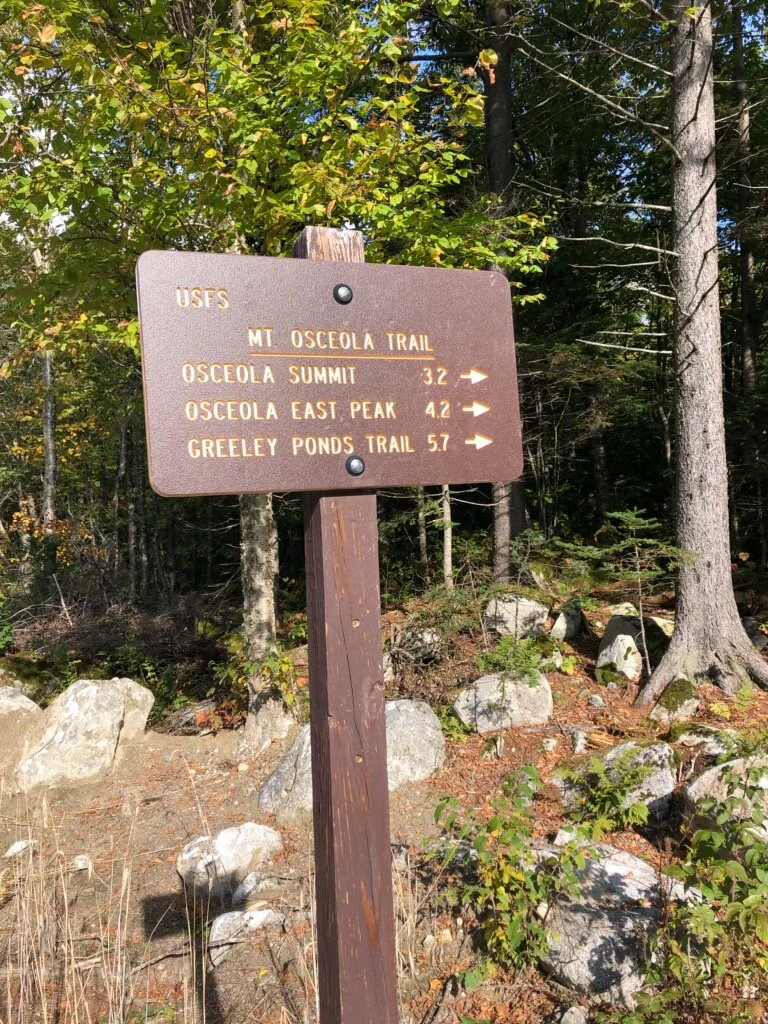 USFS
MT. OSCEOLA TRAIL
OSCEOLA SUMMIT 3.2 →
OSCEOLA EAST PEAK 4.2 →
GREELEY PONDS TRAIL 5.7 →